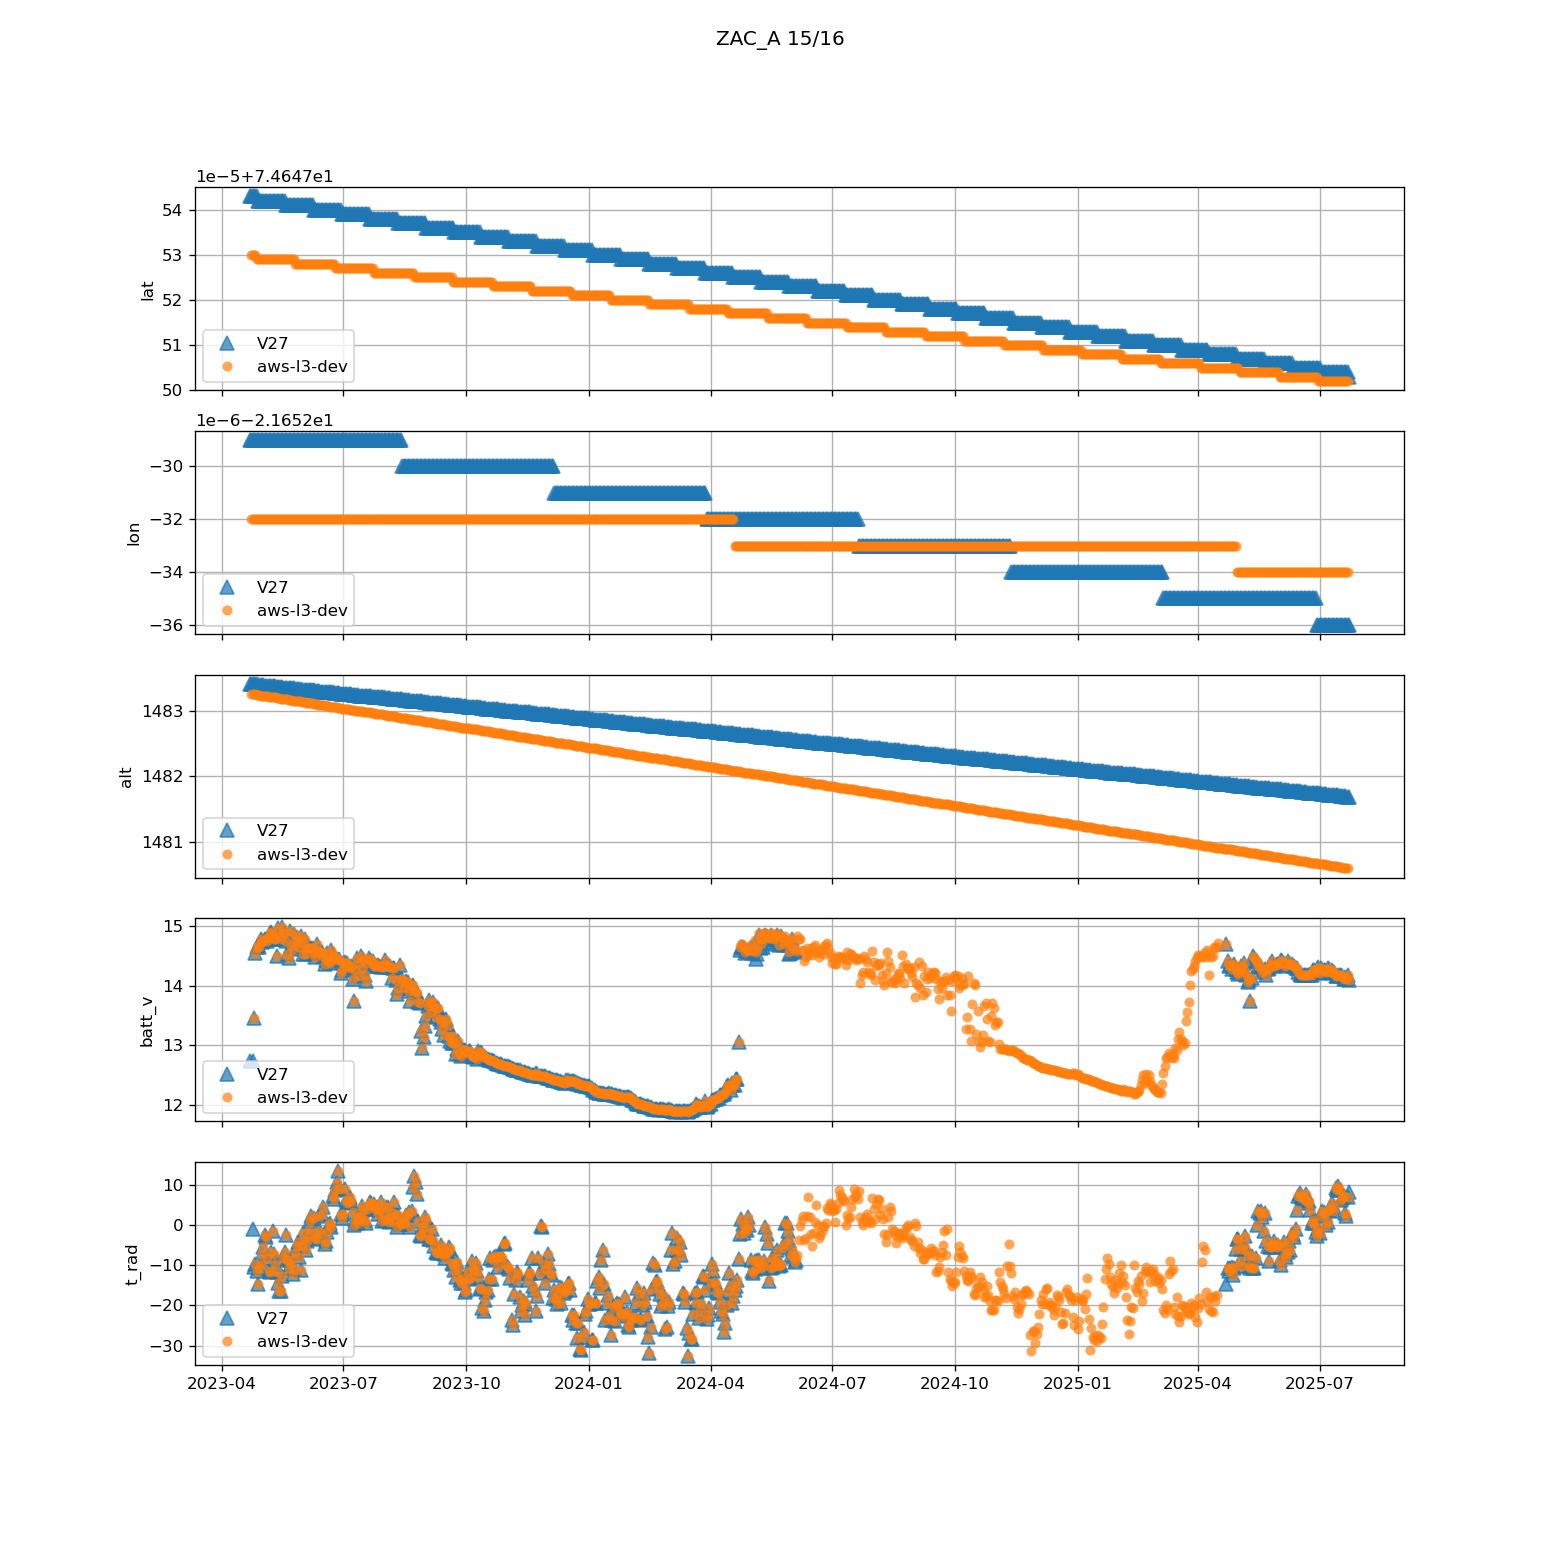 ZAC_A 15/16
1e−5+7.4647e1
54
53
52
51
50
lat
V27
aws-l3-dev
1e−6−2.1652e1
−30
−32
−34
−36
lon
V27
aws-l3-dev
1483
1482
1481
alt
V27
aws-l3-dev
15
14
13
12
batt_v
V27
aws-l3-dev
10
0
−10
−20
−30
t_rad
V27
aws-l3-dev
2023-04 2023-07 2023-10 2024-01 2024-04 2024-07 2024-10 2025-01 2025-04 2025-07